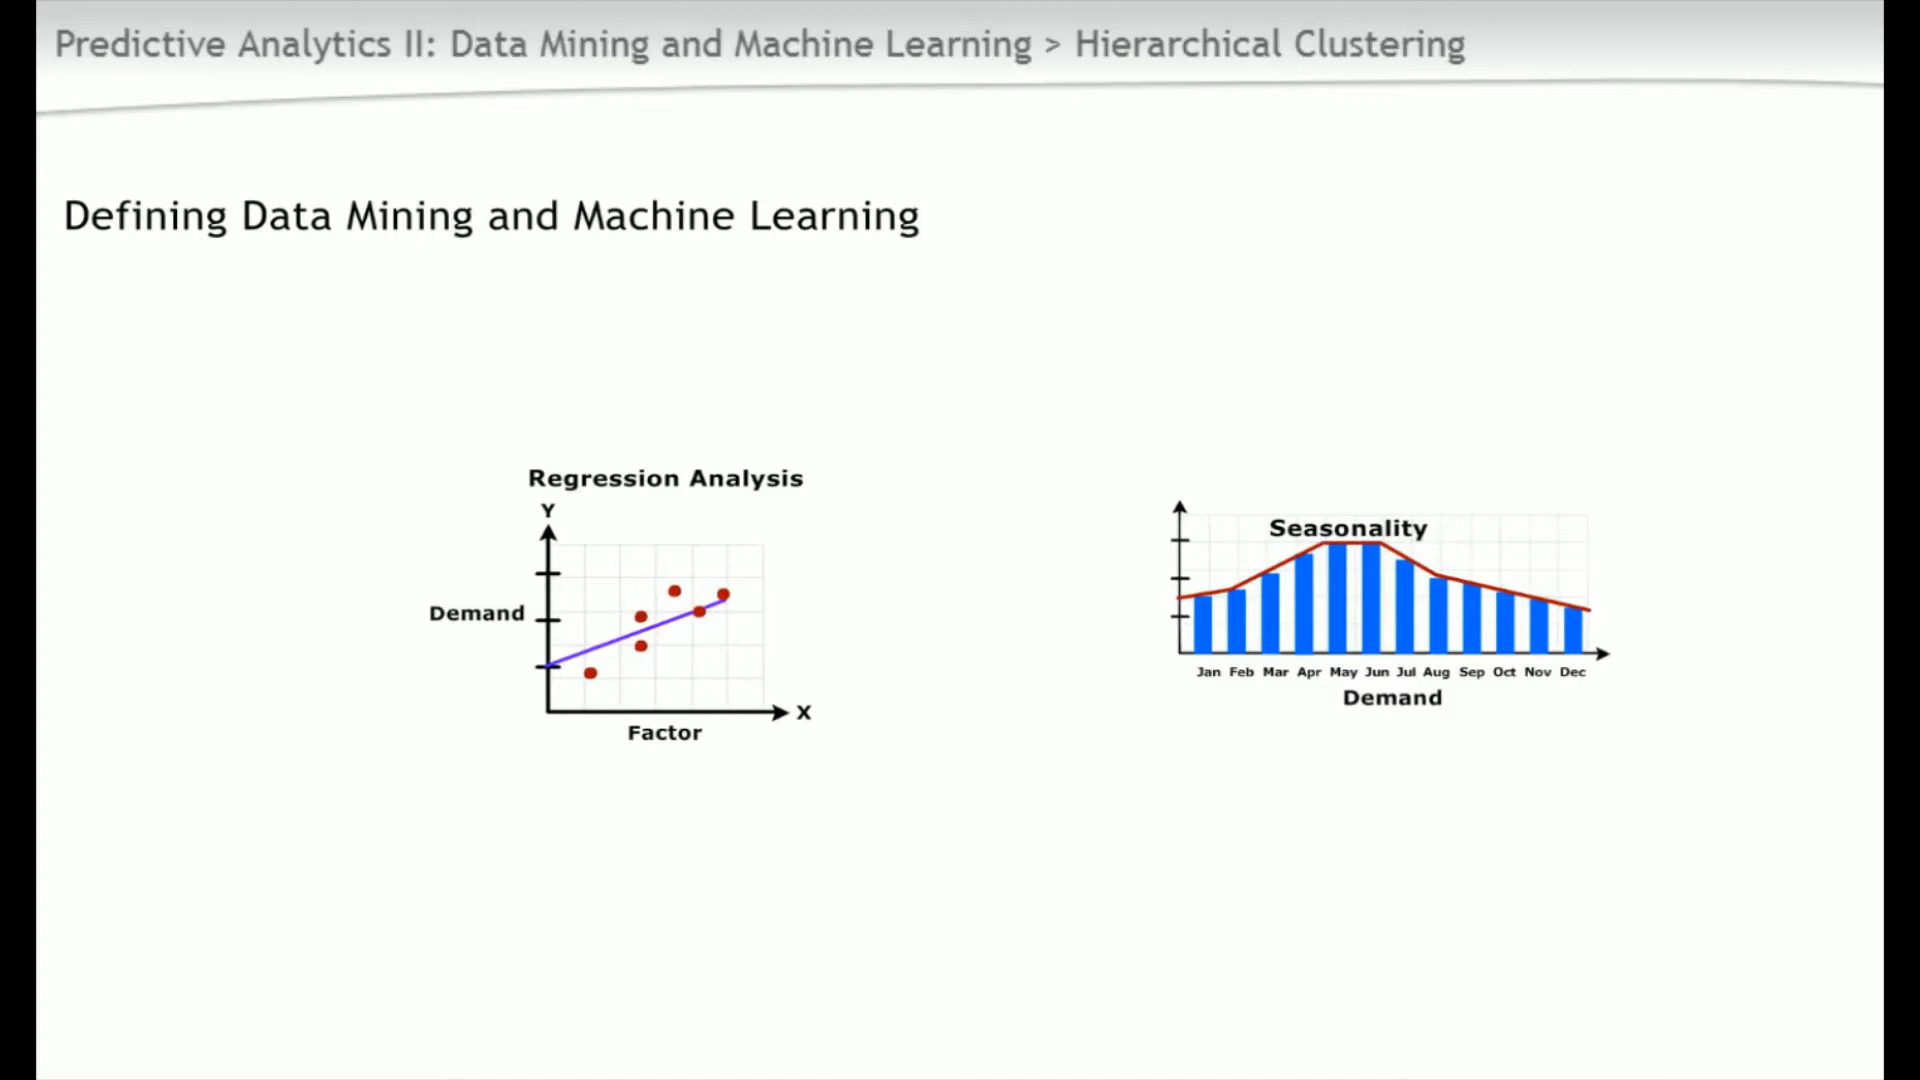 Predictive Analytics II: Data Mining and Machine Learning > Hierarchical Clustering
Defining Data Mining and Machine Learning
Regression Analysis
Y
Demand
X
Factor
Seasonality
Jan Feb Mar Apr May Jun Jul Aug Sep Oct Nov Dec
Demand